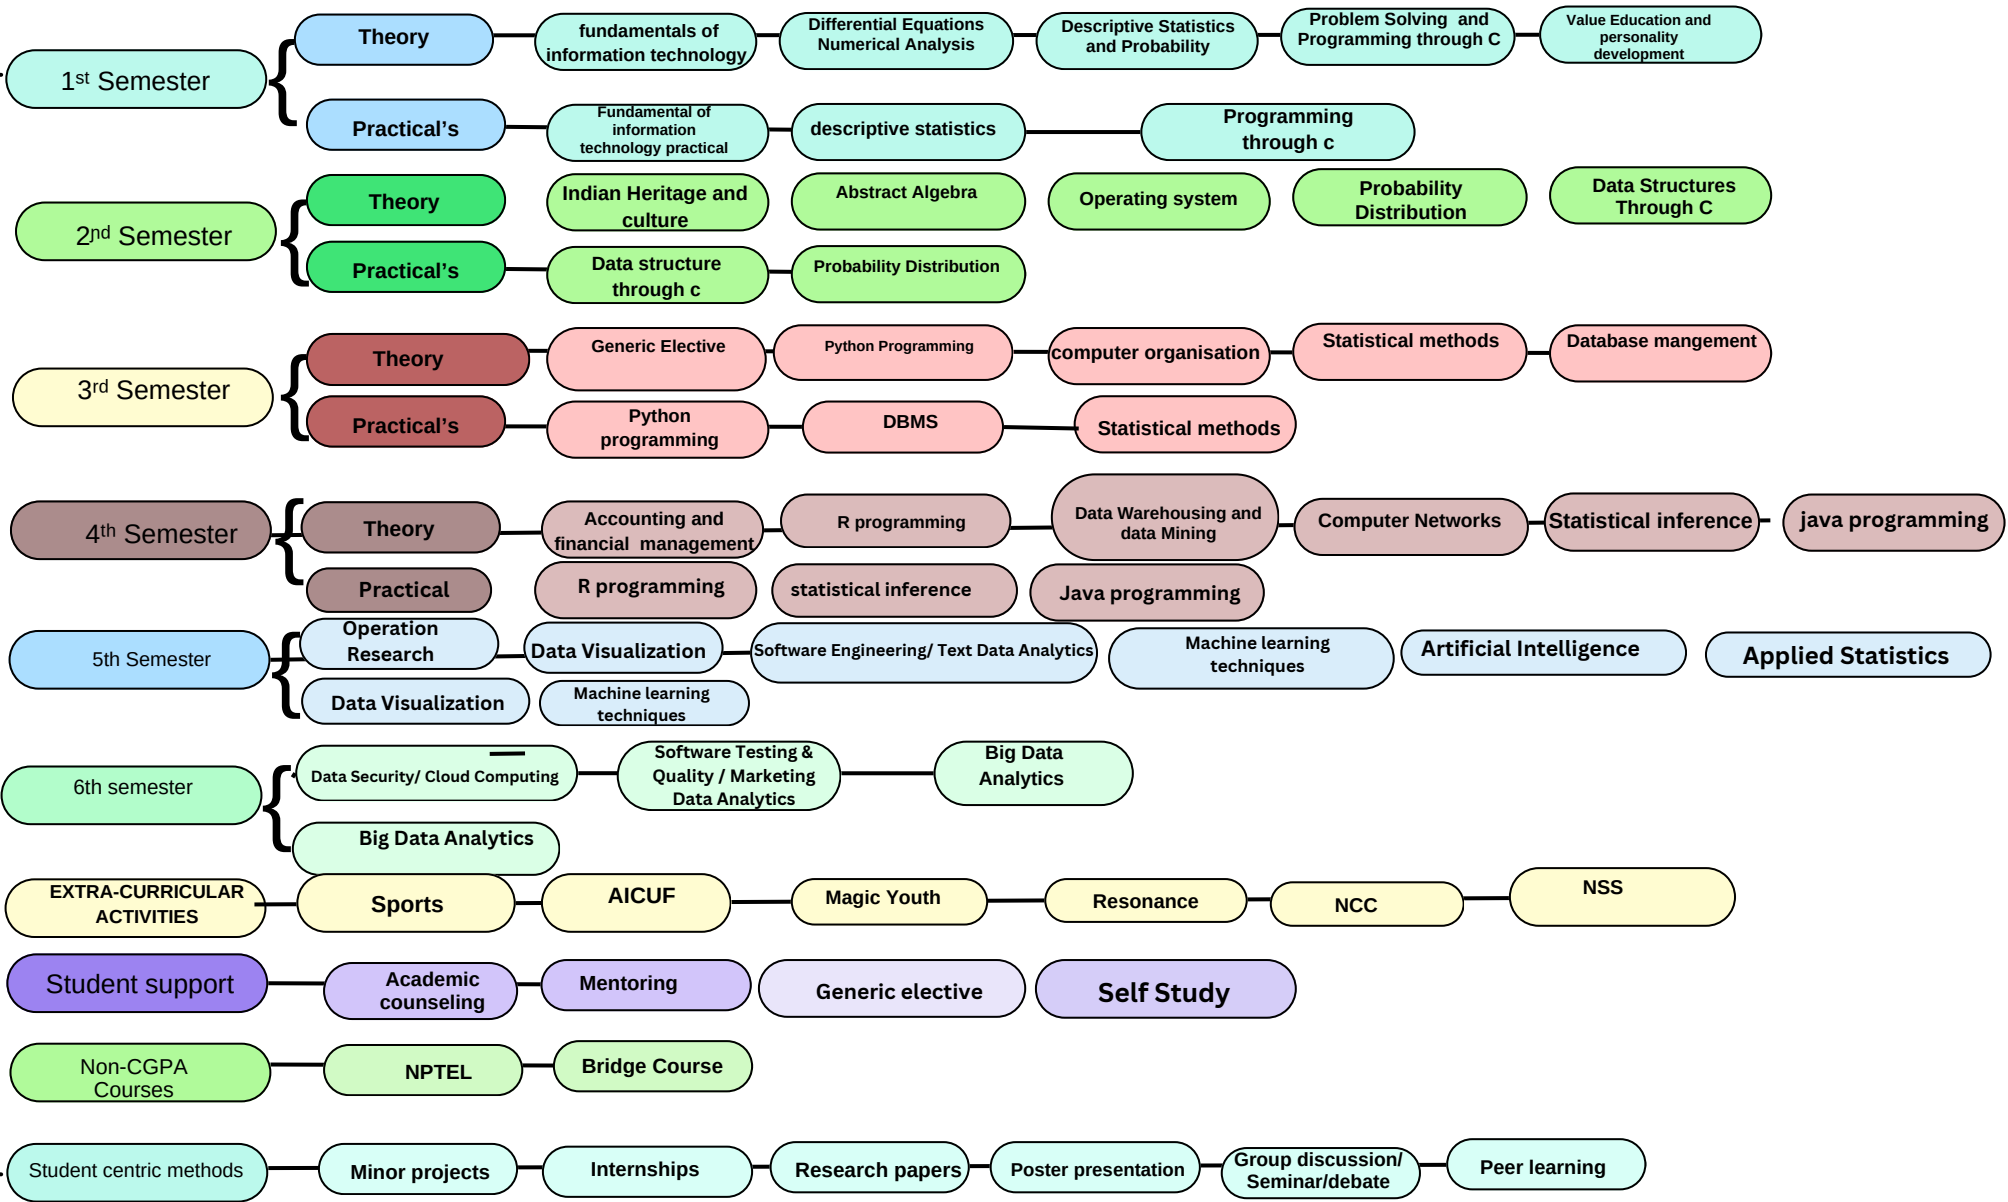 1st Semester
Theory
fundamentals of
information technology
Differential Equations
Numerical Analysis
Descriptive Statistics
and Probability
Problem Solving and
Programming through C
Value Education and
personality
development
Practical's
Fundamental of
information
technology practical
descriptive statistics
Programming
through c
2nd Semester
Theory
Indian Heritage and
culture
Abstract Algebra
Operating system
Probability
Distribution
Data Structures
Through C
Practical's
Data structure
through c
Probability Distribution
3rd Semester
Theory
Generic Elective
Python Programming
computer organisation
Statistical methods
Database mangement
Practical's
Python
programming
DBMS
Statistical methods
4th Semester
Theory
Accounting and
financial management
R programming
Data Warehousing and
data Mining
Computer Networks
Statistical inference
java programming
Practical
R programming
statistical inference
Java programming
5th Semester
Operation
Research
Data Visualization
Software Engineering/ Text Data Analytics
Machine learning
techniques
Artificial Intelligence
Applied Statistics
Data Visualization
Machine learning
techniques
6th semester
Data Security/ Cloud Computing
Software Testing &
Quality / Marketing
Data Analytics
Big Data
Analytics
Big Data Analytics
EXTRA-CURRICULAR
ACTIVITIES
Sports
AICUF
Magic Youth
Resonance
NCC
NSS
Student support
Academic
counseling
Mentoring
Generic elective
Self Study
Non-CGPA
Courses
NPTEL
Bridge Course
Student centric methods
Minor projects
Internships
Research papers
Poster presentation
Group discussion/
Seminar/debate
Peer learning